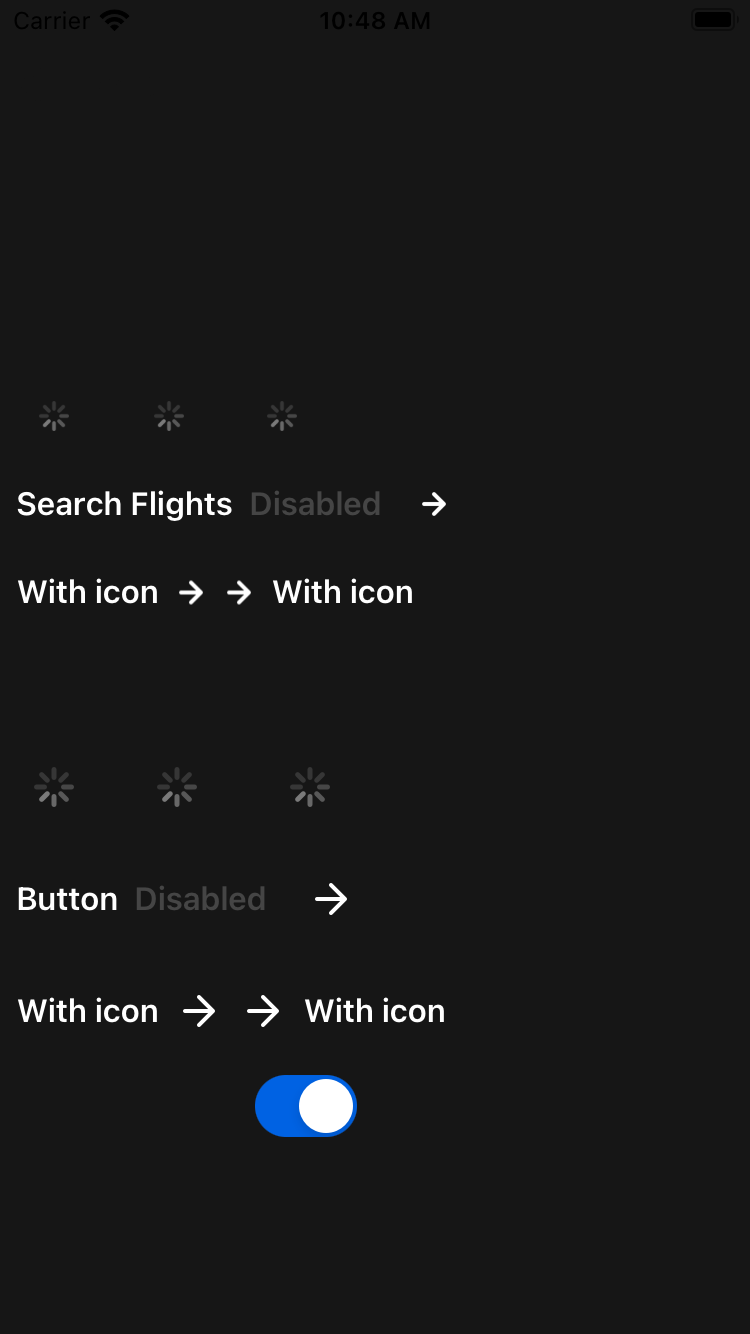 Carrier 10:48 AM
Search Flights Disabled
With icon With icon
Button Disabled
With icon With icon